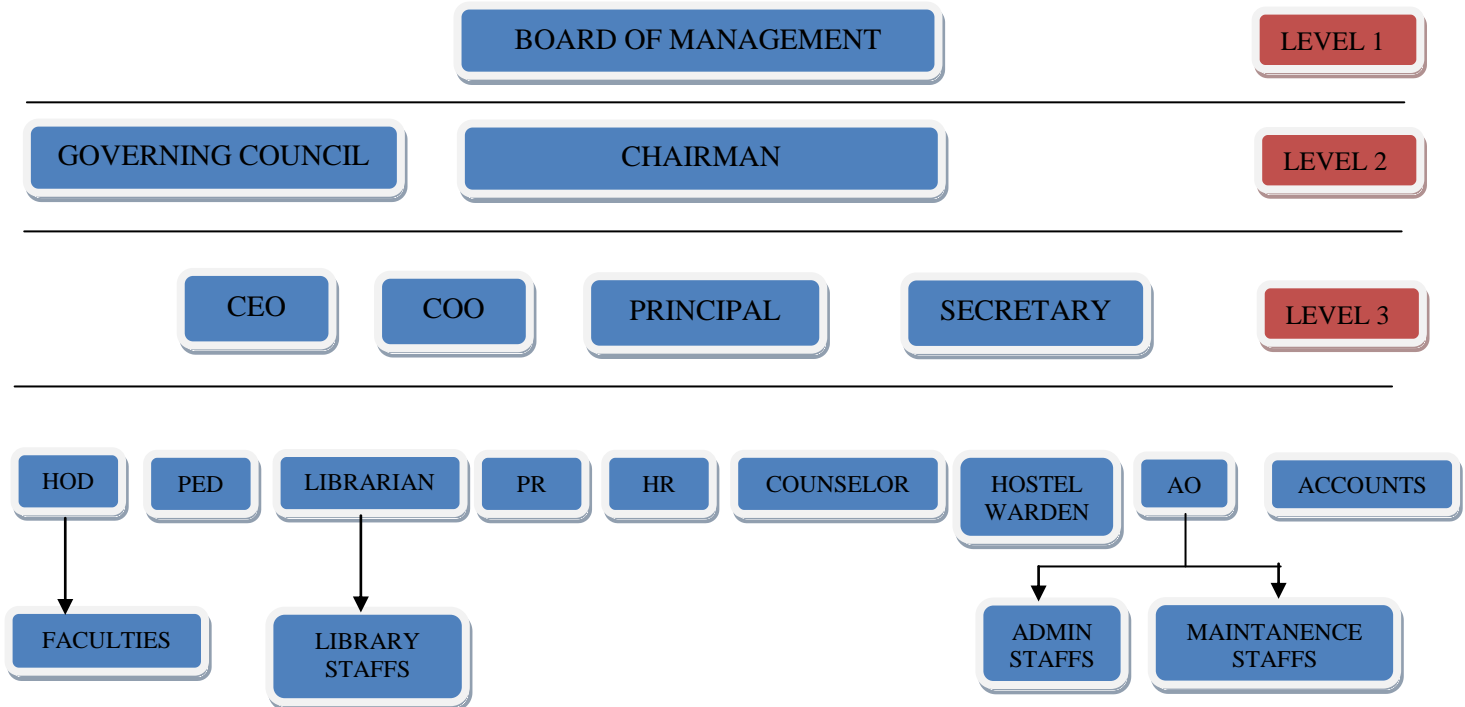 BOARD OF MANAGEMENT
LEVEL 1
GOVERNING COUNCIL
CHAIRMAN
LEVEL 2
CEO
COO
PRINCIPAL
SECRETARY
LEVEL 3
HOD
PED
LIBRARIAN
PR
HR
COUNSELOR
HOSTEL
WARDEN
AO
ACCOUNTS
FACULTIES
LIBRARY
STAFFS
ADMIN
STAFFS
MAINTANENCE
STAFFS